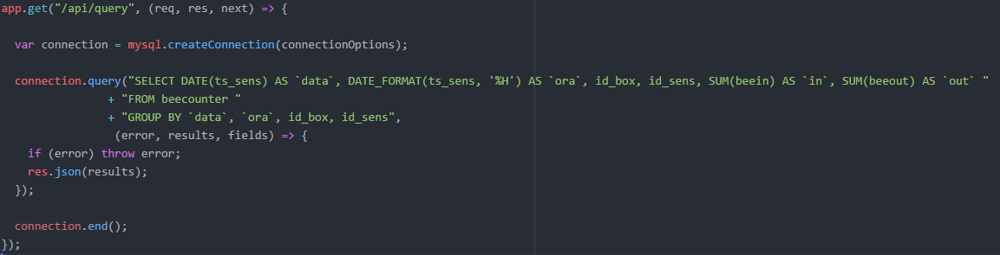 app.get("/api/query", (req, res, next) => {
var connection = mysql.createConnection(connectionOptions);
connection.query("SELECT DATE(ts_sens) AS `data`, DATE_FORMAT(ts_sens, '%H') AS `ora`, id_box, id_sens, SUM(beein) AS `in`, SUM(beeout) AS `out` "
+ "FROM beecounter "
+ "GROUP BY `data`, `ora`, id_box, id_sens",
(error, results, fields) => {
if (error) throw error;
res.json(results);
});
connection.end();
});